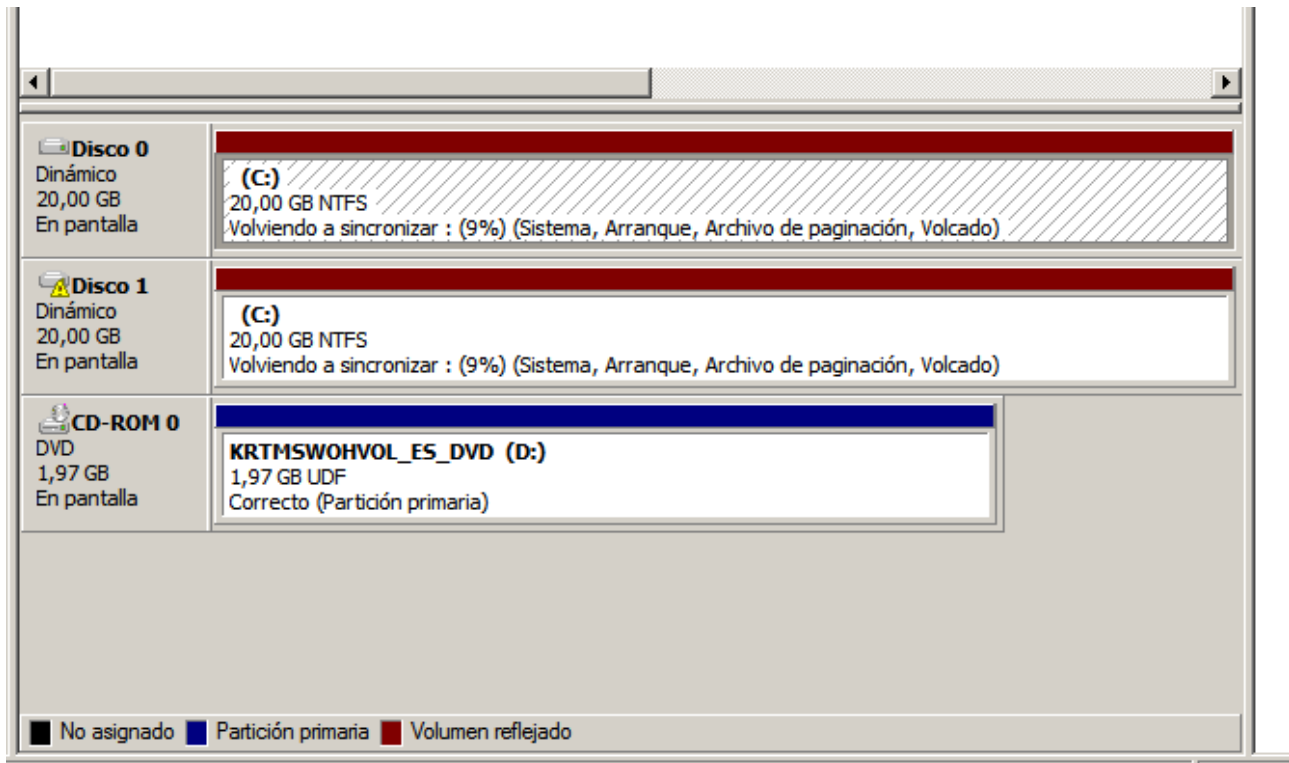 Disco 0
Dinámico
20,00 GB
En pantalla
(C:)
20,00 GB NTFS
Volviendo a sincronizar : (9%) (Sistema, Arranque, Archivo de paginación, Volcado)
Disco 1
Dinámico
20,00 GB
En pantalla
(C:)
20,00 GB NTFS
Volviendo a sincronizar : (9%) (Sistema, Arranque, Archivo de paginación, Volcado)
CD-ROM 0
DVD
1,97 GB
En pantalla
KRTMSWOHVOL_ES_DVD (D:)
1,97 GB UDF
Correcto (Partición primaria)
No asignado Partición primaria Volumen reflejado